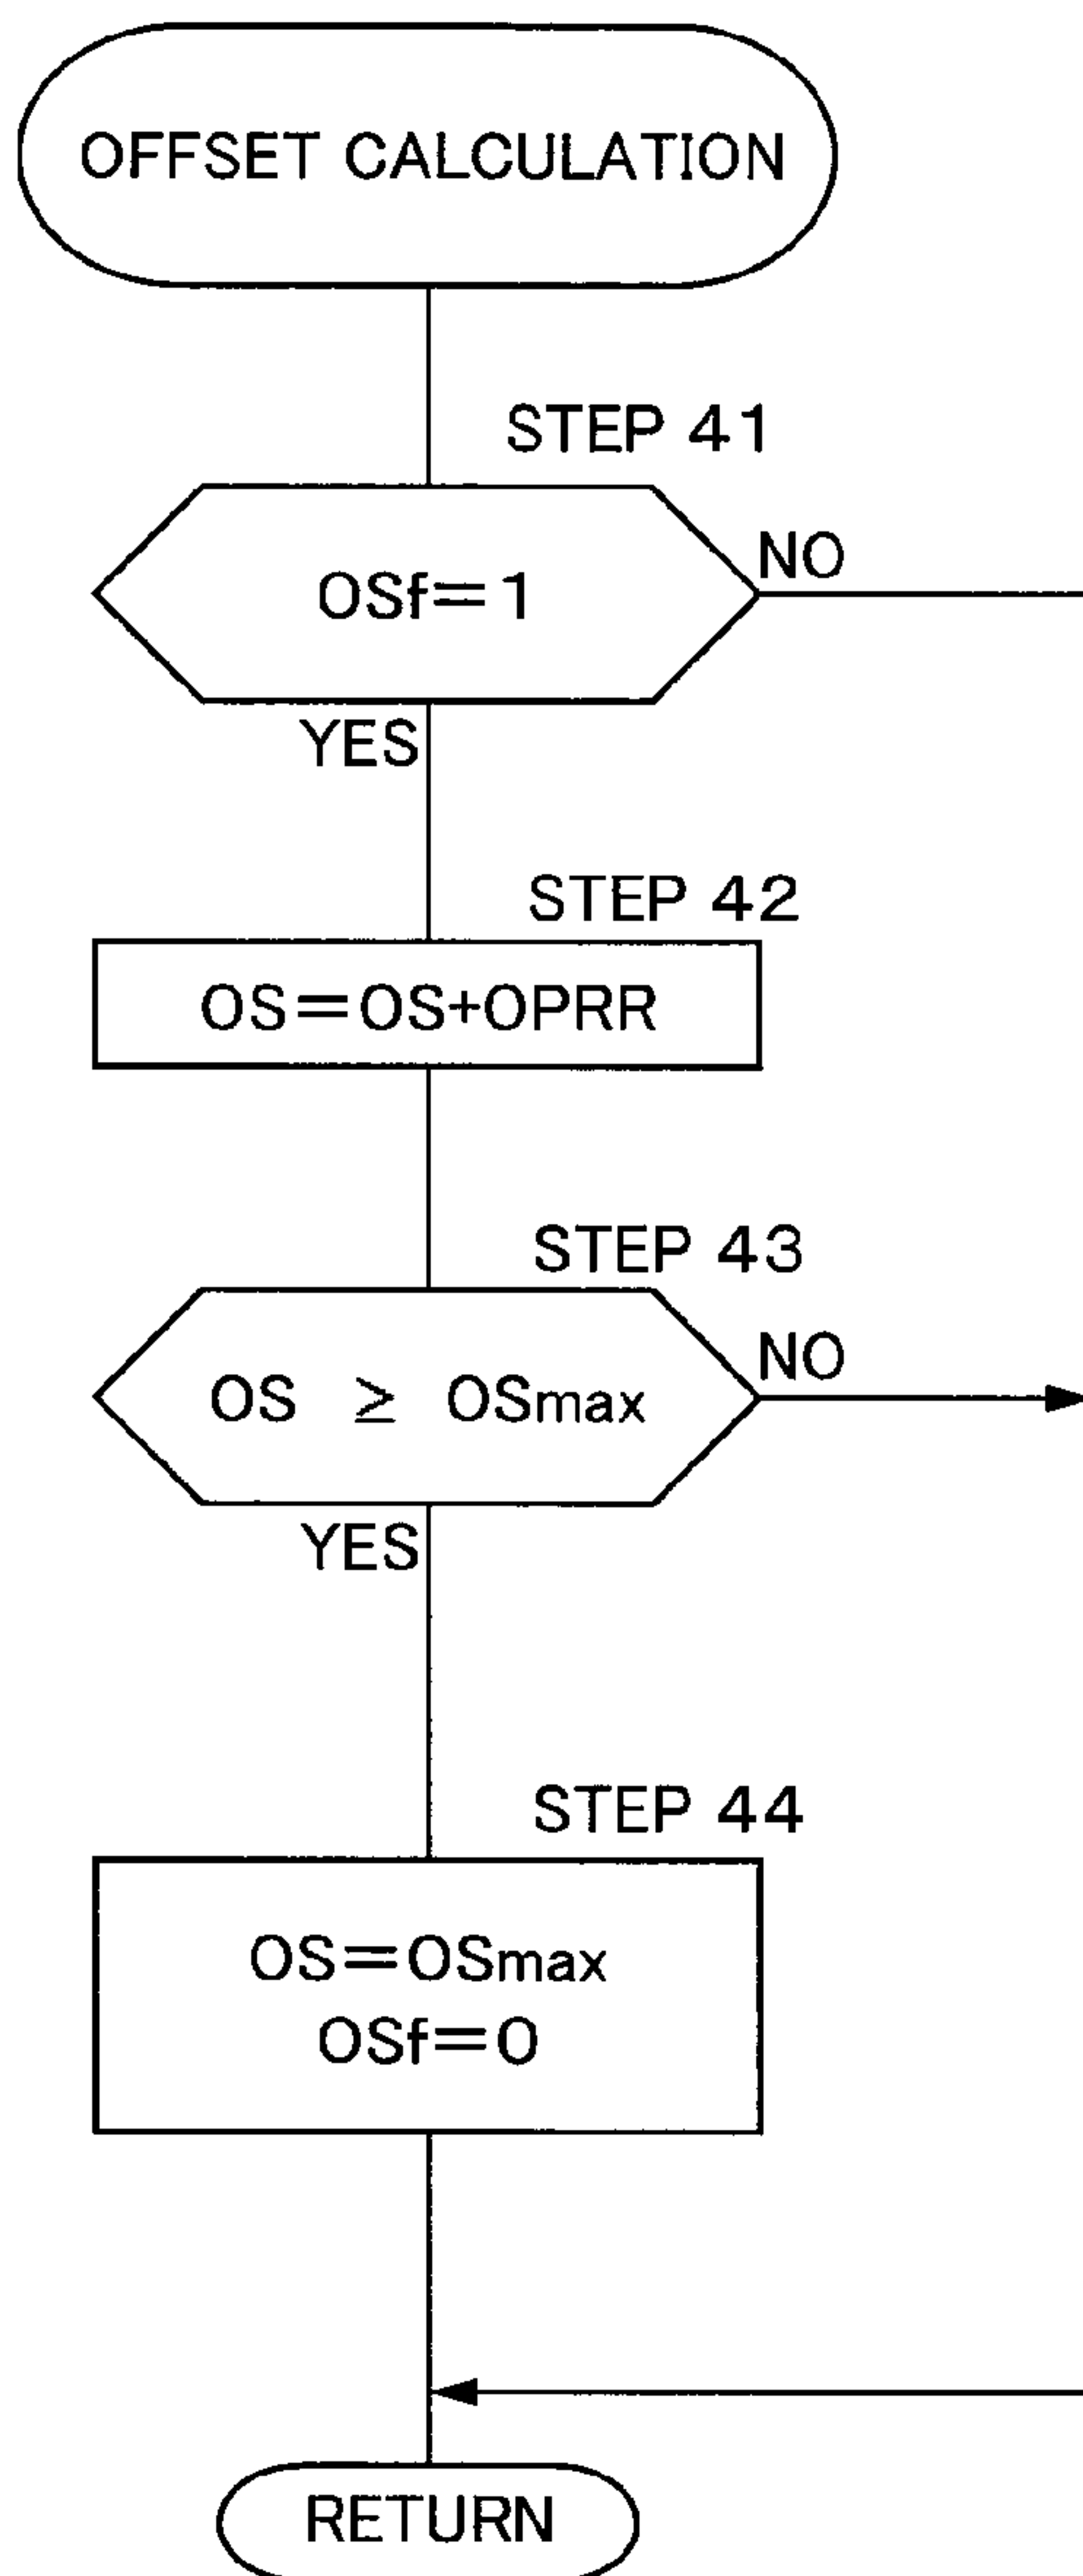 OFFSET CALCULATION
STEP 41
OSf=1
NO
YES
STEP 42
OS=OS+OPRR
STEP 43
OS ≥ OSmax
NO
YES
STEP 44
OS=OSmax
OSf=0
RETURN